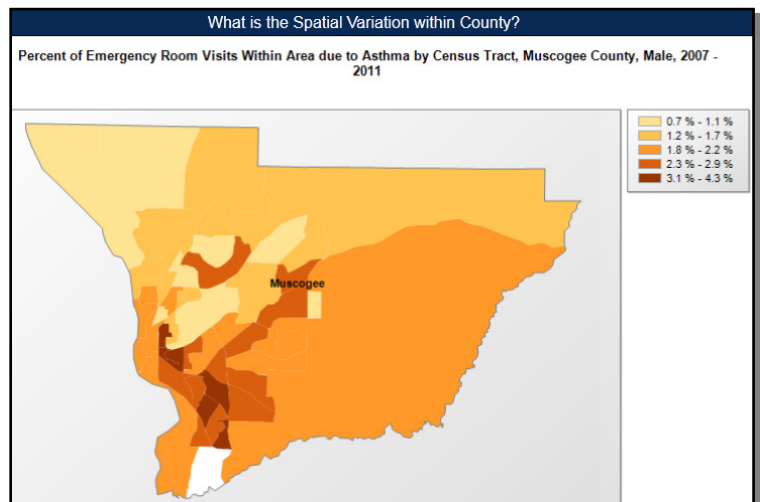 What is the Spatial Variation within County?
Percent of Emergency Room Visits Within Area due to Asthma by Census Tract, Muscogee County, Male, 2007 -
2011
0.7 % - 1.1 %
1.2 % - 1.7 %
1.8 % - 2.2 %
2.3 % - 2.9 %
3.1 % - 4.3 %
Muscogee